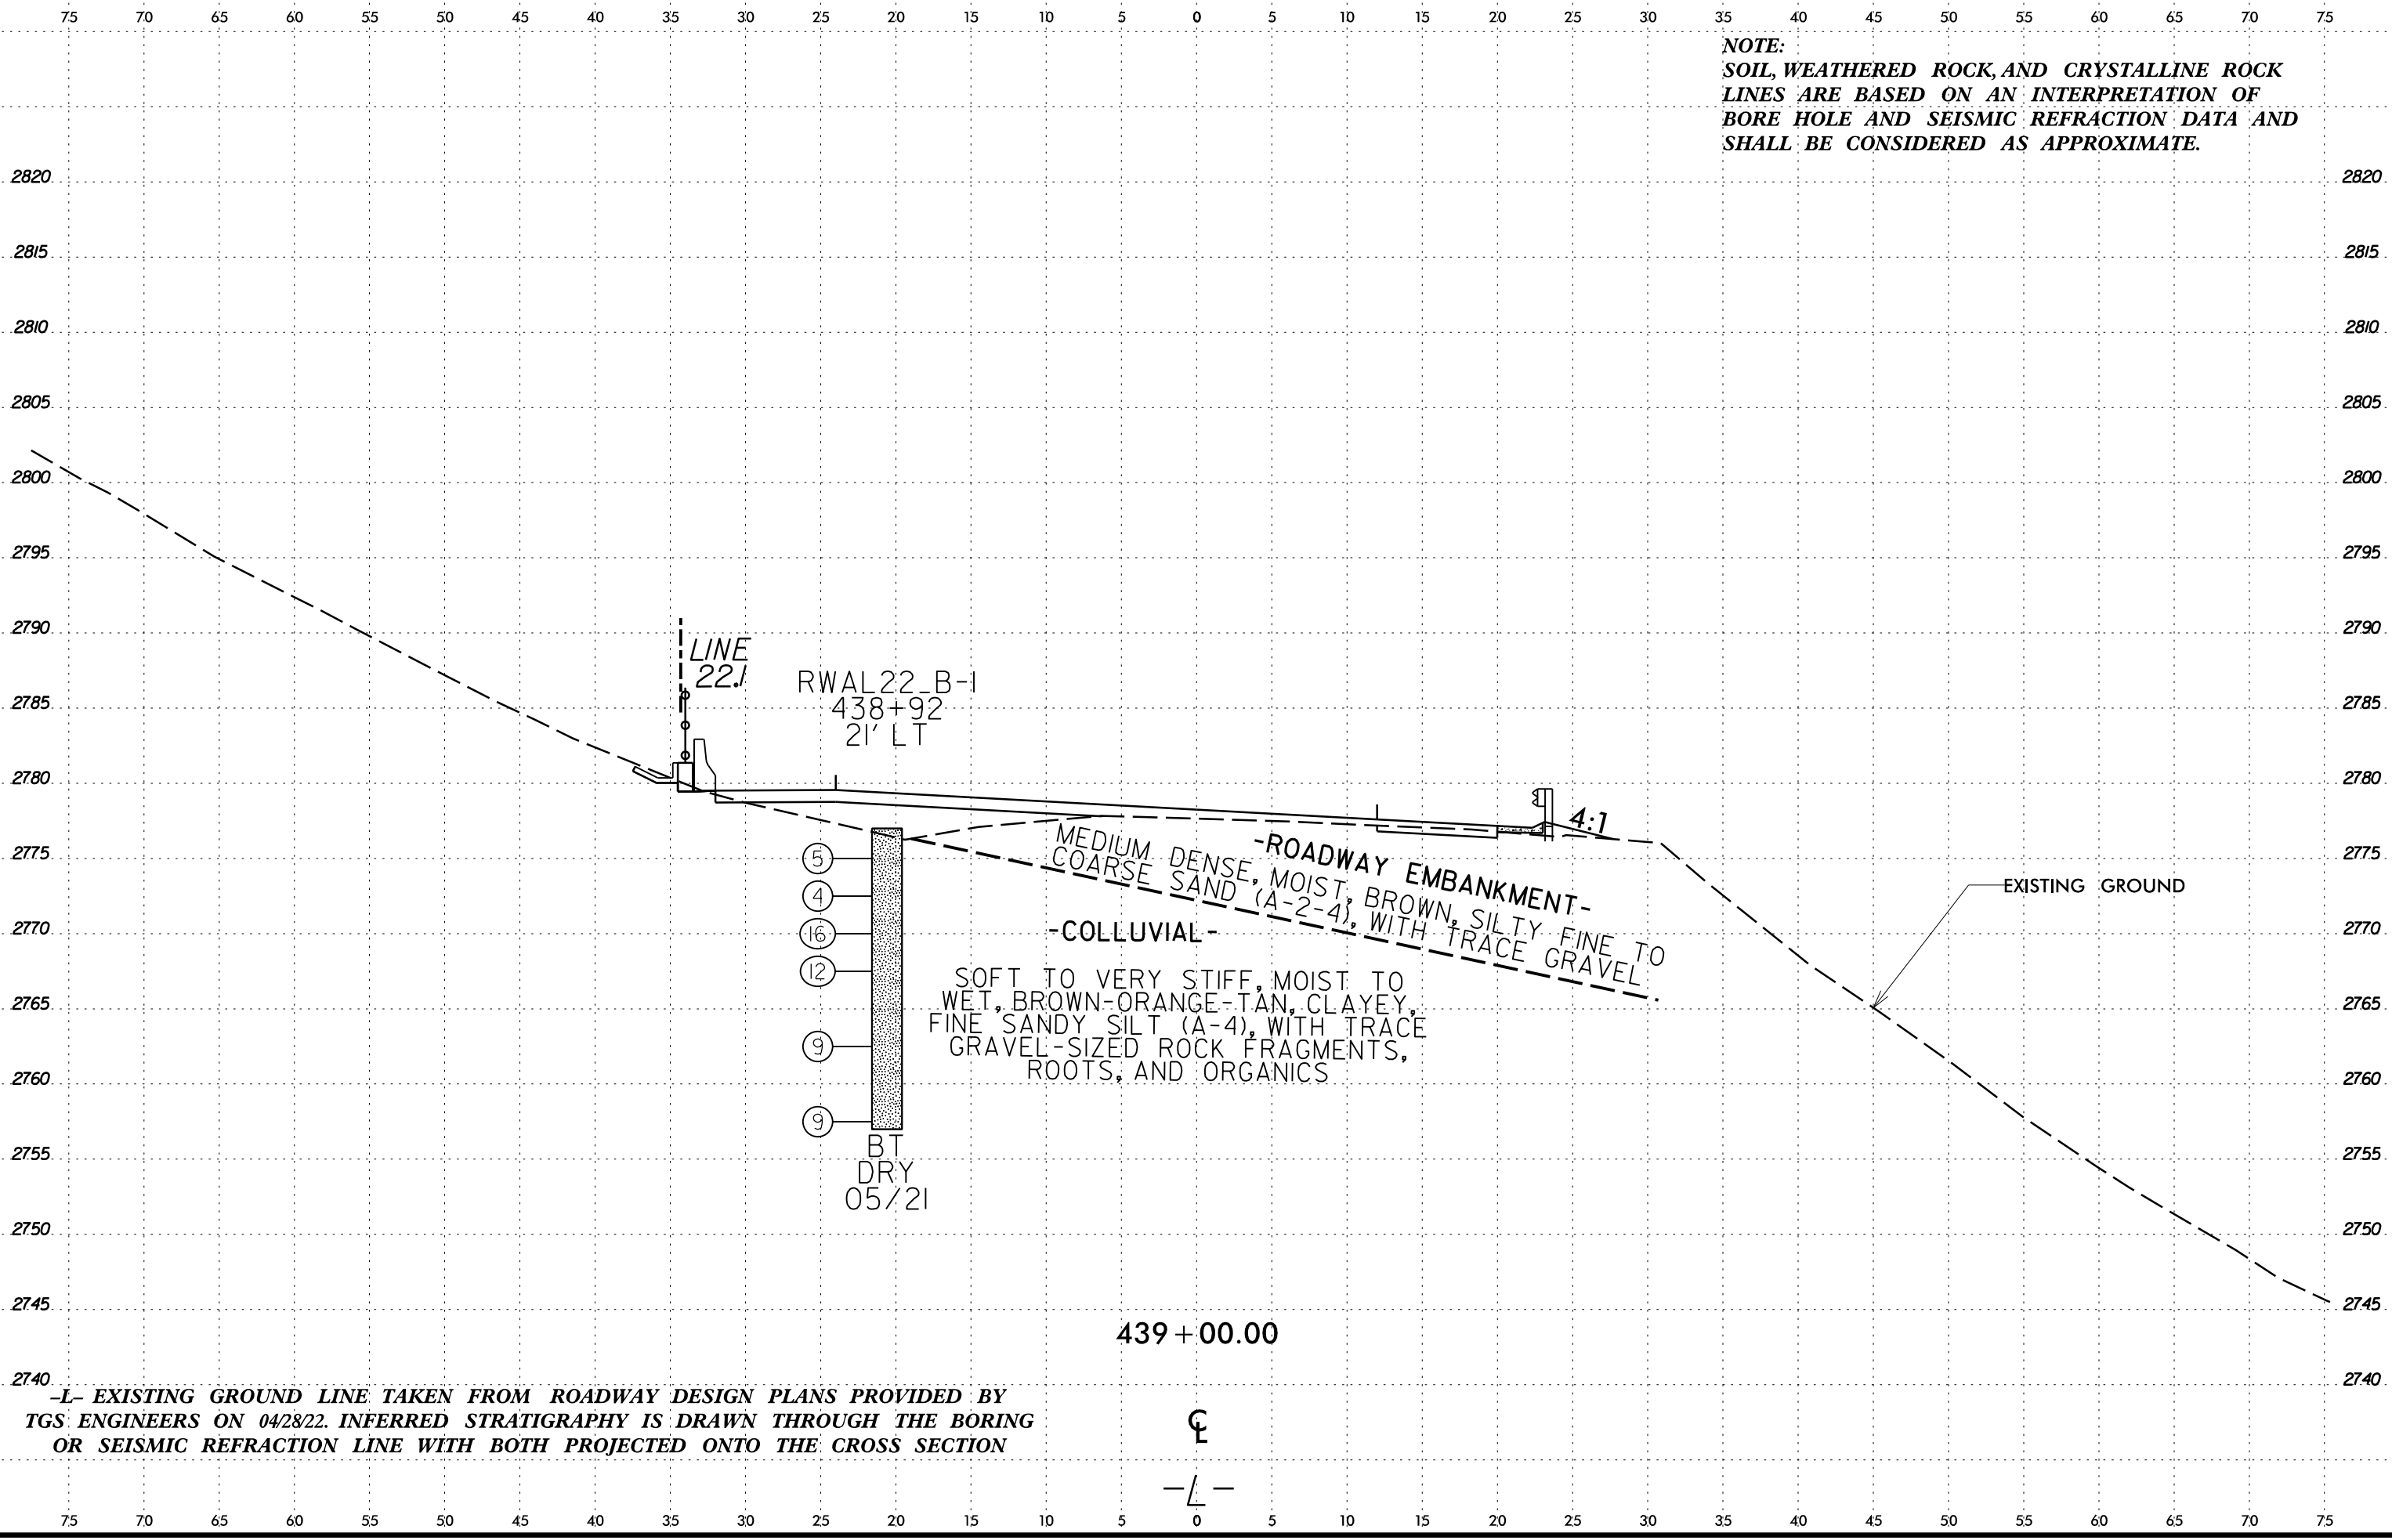 75 70 65 60 55 50 45 40 35 30 25 20 15 10 5 0 5 10 15 20 25 30 35 40 45 50 55 60 65 70 75
NOTE:
SOIL, WEATHERED ROCK, AND CRYSTALLINE ROCK
LINES ARE BASED ON AN INTERPRETATION OF
BORE HOLE AND SEISMIC REFRACTION DATA AND
SHALL BE CONSIDERED AS APPROXIMATE.
2820 2820
2815 2815
2810 2810
2805 2805
2800 2800
2795 2795
2790 2790
LINE
22.1
RWAL22_B-1
438+92
21' LT
2785 2785
2780 2780
4:1
2775 2775
-ROADWAY EMBANKMENT-
MEDIUM DENSE, MOIST, BROWN, SILTY FINE TO
COARSE SAND (A-2-4), WITH TRACE GRAVEL
EXISTING GROUND
5
4
16
12
9
9
2770 2770
-COLLUVIAL-
SOFT TO VERY STIFF, MOIST TO
WET, BROWN-ORANGE-TAN, CLAYEY,
FINE SANDY SILT (A-4), WITH TRACE
GRAVEL-SIZED ROCK FRAGMENTS,
ROOTS, AND ORGANICS
2765 2765
2760 2760
BT
DRY
05/21
2755 2755
2750 2750
2745 2745
439+00.00
2740 2740
-L- EXISTING GROUND LINE TAKEN FROM ROADWAY DESIGN PLANS PROVIDED BY
TGS ENGINEERS ON 04/28/22. INFERRED STRATIGRAPHY IS DRAWN THROUGH THE BORING
OR SEISMIC REFRACTION LINE WITH BOTH PROJECTED ONTO THE CROSS SECTION
℄
-L-
75 70 65 60 55 50 45 40 35 30 25 20 15 10 5 0 5 10 15 20 25 30 35 40 45 50 55 60 65 70 75